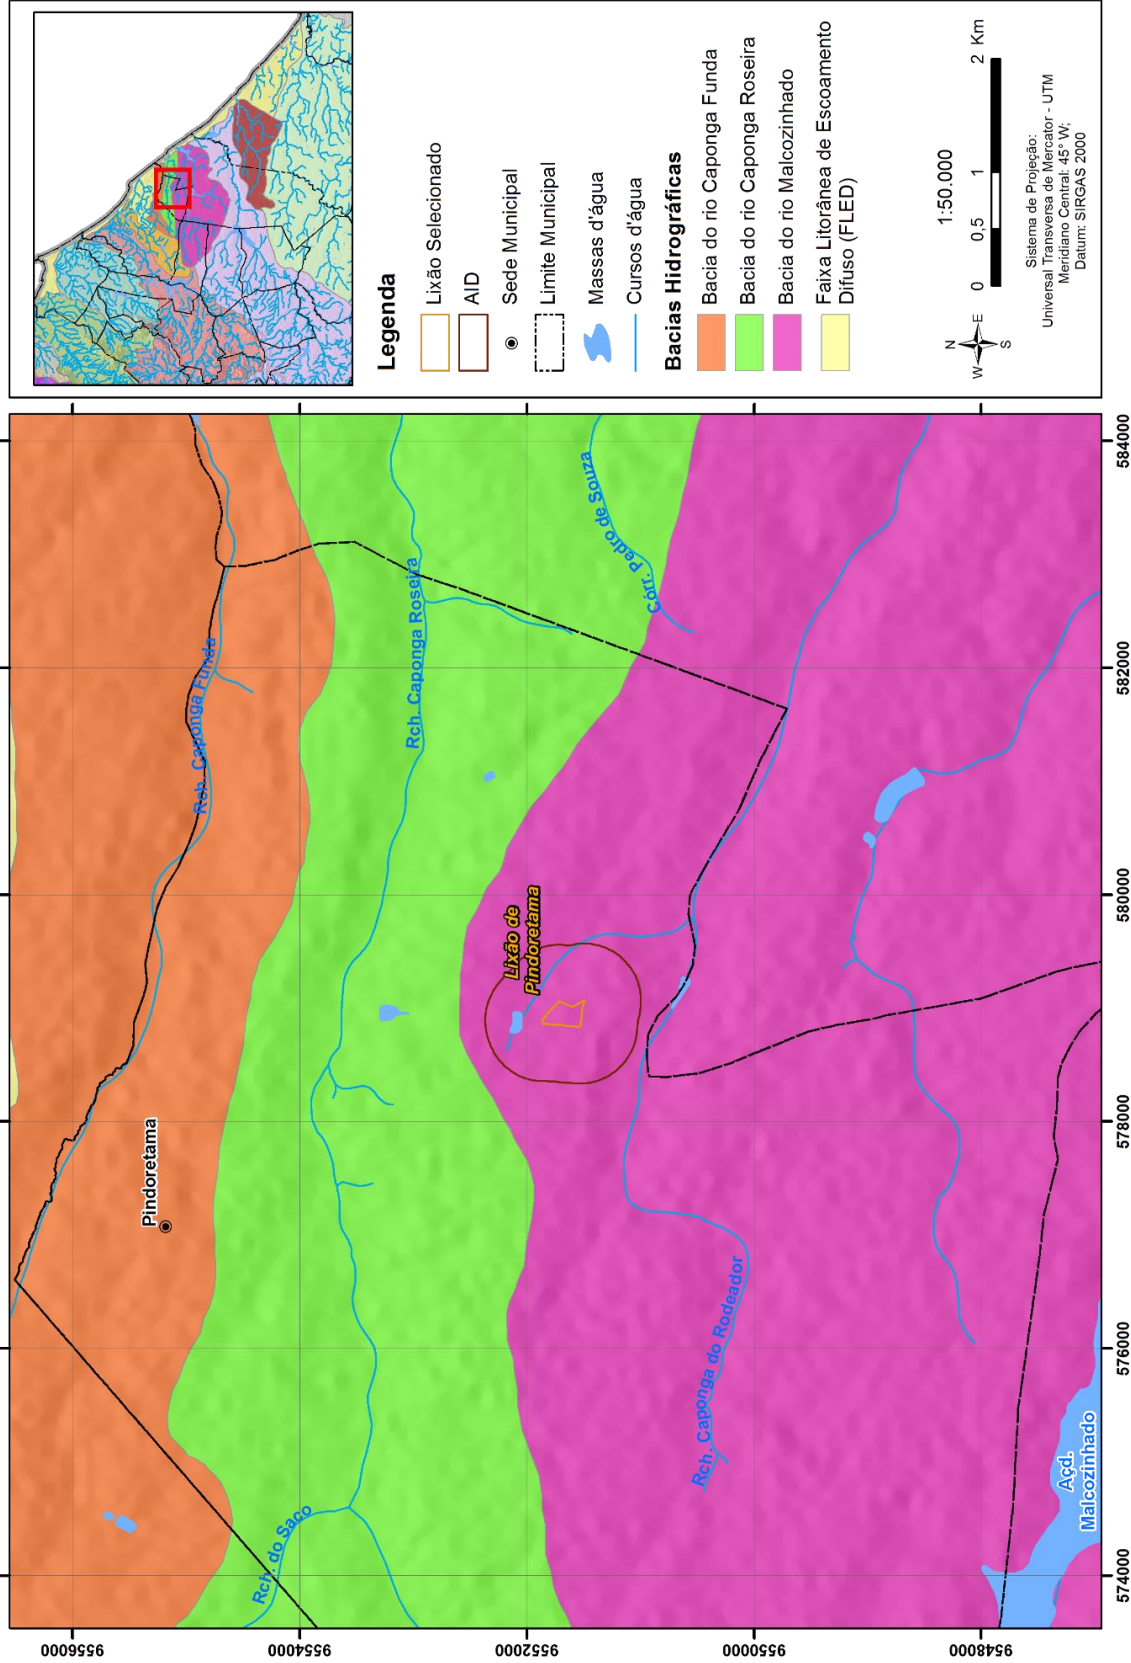 Pindoretama
Rch. Caponga Funda
Rch. Caponga Roseira
Rch. do Saco
Córr. Pedro de Souza
Lixão de
Pindoretama
Rch. Caponga do Rodeador
Açd.
Malcozinhado
574000
576000
578000
580000
582000
584000
9556000
9554000
9552000
9550000
9548000
Legenda
Lixão Selecionado
AID
Sede Municipal
Limite Municipal
Massas d'água
Cursos d'água
Bacias Hidrográficas
Bacia do rio Caponga Funda
Bacia do rio Caponga Roseira
Bacia do rio Malcozinhado
Faixa Litorânea de Escoamento
Difuso (FLED)
N
W
E
S
1:50.000
0 0,5 1 2 Km
Sistema de Projeção:
Universal Transversa de Mercator - UTM
Meridiano Central: 45° W;
Datum: SIRGAS 2000